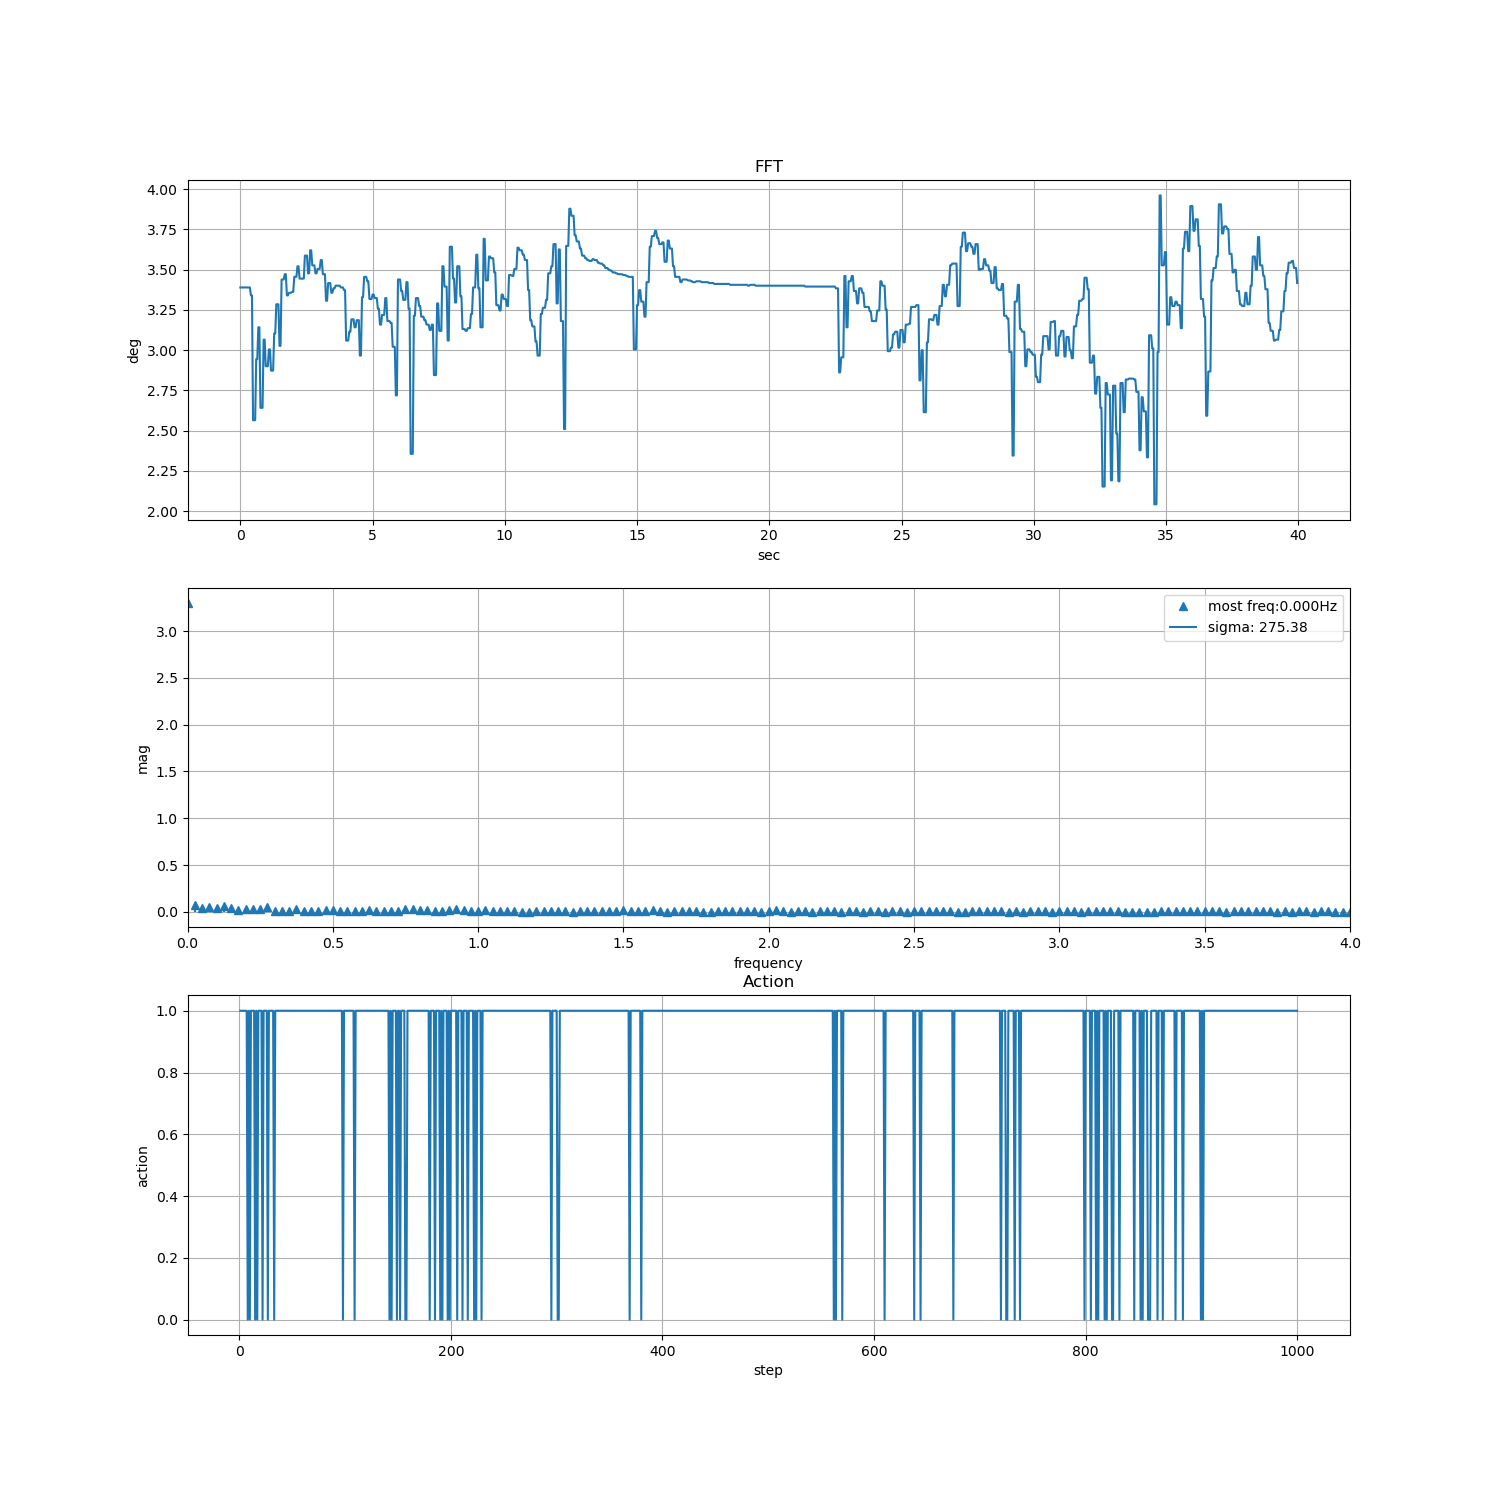 FFT
4.00
3.75
3.50
3.25
3.00
2.75
2.50
2.25
2.00
deg
0 5 10 15 20 25 30 35 40
sec
most freq:0.000Hz
sigma: 275.38
3.0
2.5
2.0
1.5
1.0
0.5
0.0
mag
0.0 0.5 1.0 1.5 2.0 2.5 3.0 3.5 4.0
frequency
Action
1.0
0.8
0.6
0.4
0.2
0.0
action
0 200 400 600 800 1000
step